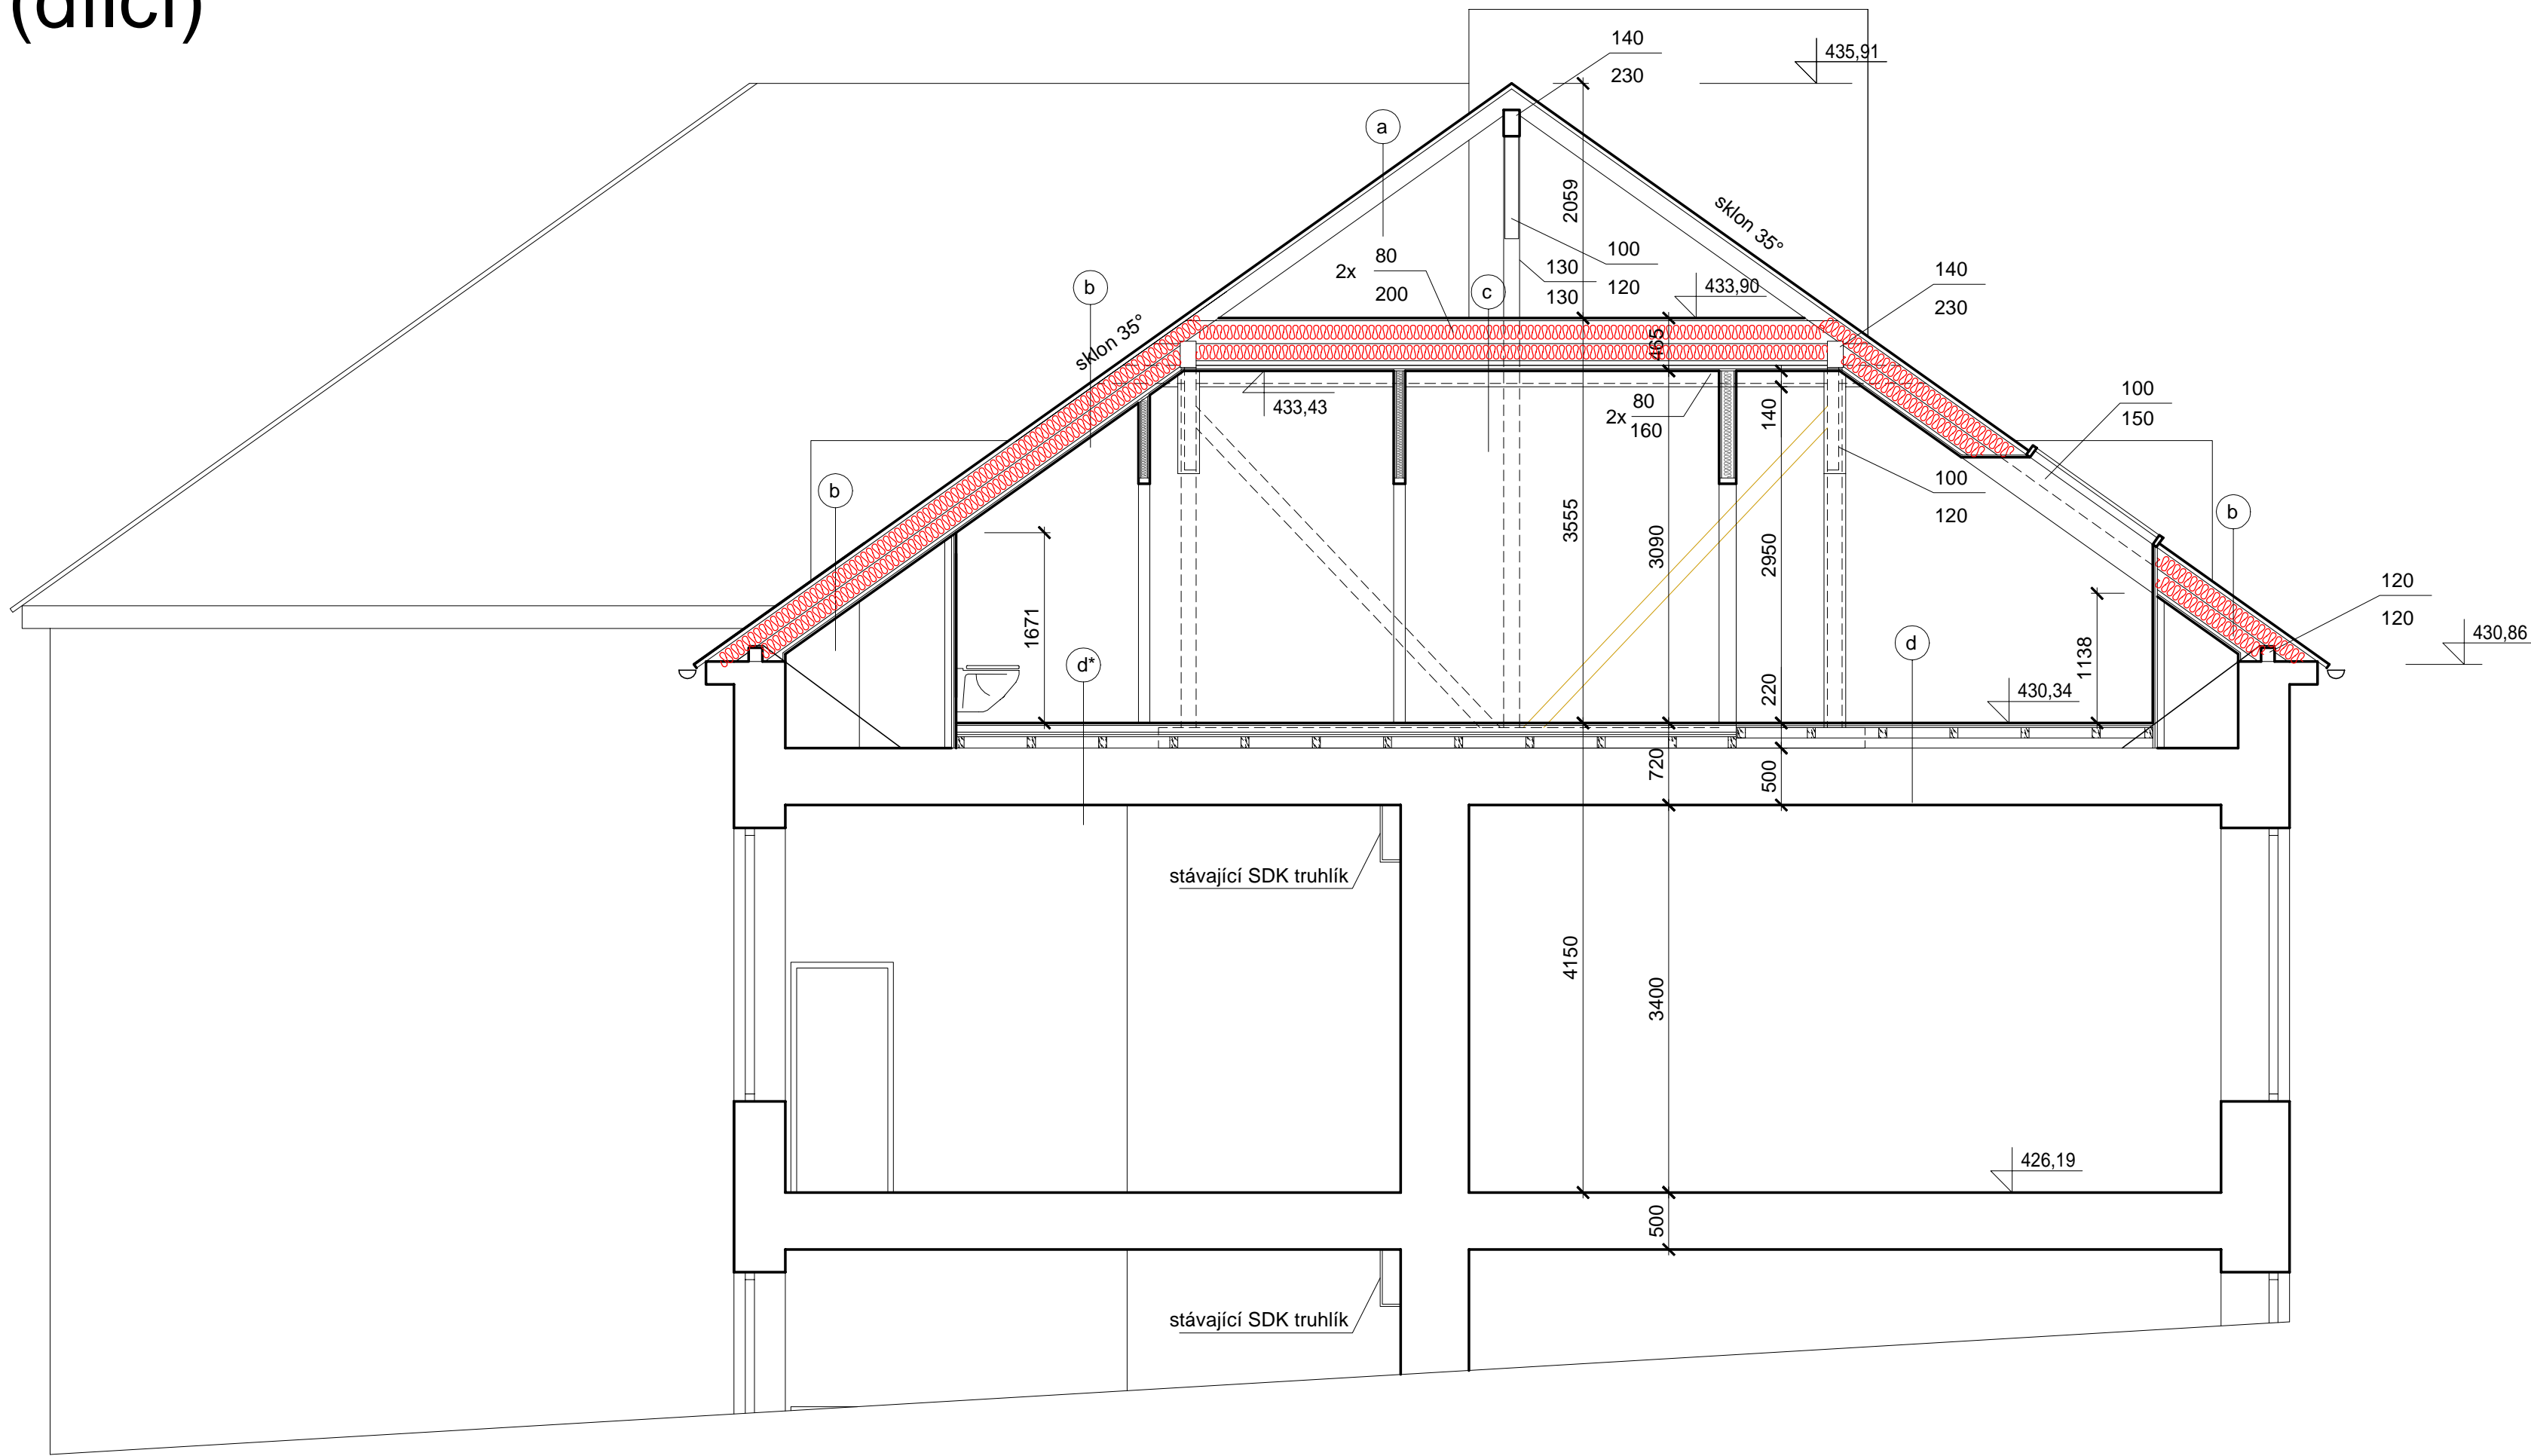 (dílčí)
140
230
435,91
a
2059
sklon 35°
80
2x
200
100
120
130
130
433,90
140
230
b
c
sklon 35°
465
433,43
80
2x
160
140
100
150
b
100
120
b
3555
3090
2950
1671
120
120
430,86
1138
d*
d
220
430,34
720
500
stávající SDK truhlík
4150
3400
426,19
500
stávající SDK truhlík